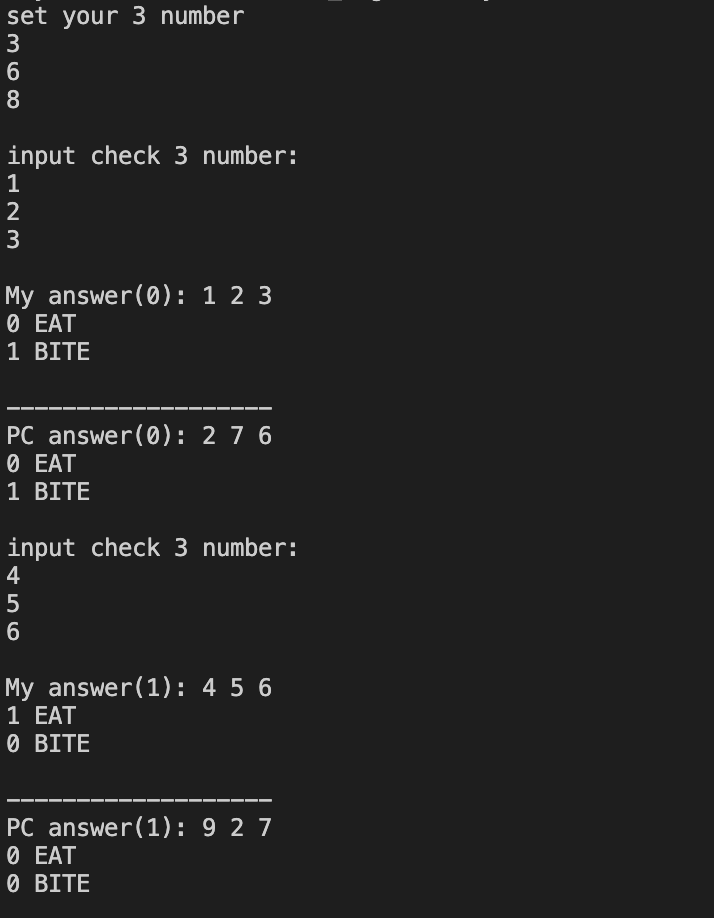 set your 3 number
3
6
8
input check 3 number:
1
2
3
My answer(0): 1 2 3
0 EAT
1 BITE
-------------------
PC answer(0): 2 7 6
0 EAT
1 BITE
input check 3 number:
4
5
6
My answer(1): 4 5 6
1 EAT
0 BITE
-------------------
PC answer(1): 9 2 7
0 EAT
0 BITE